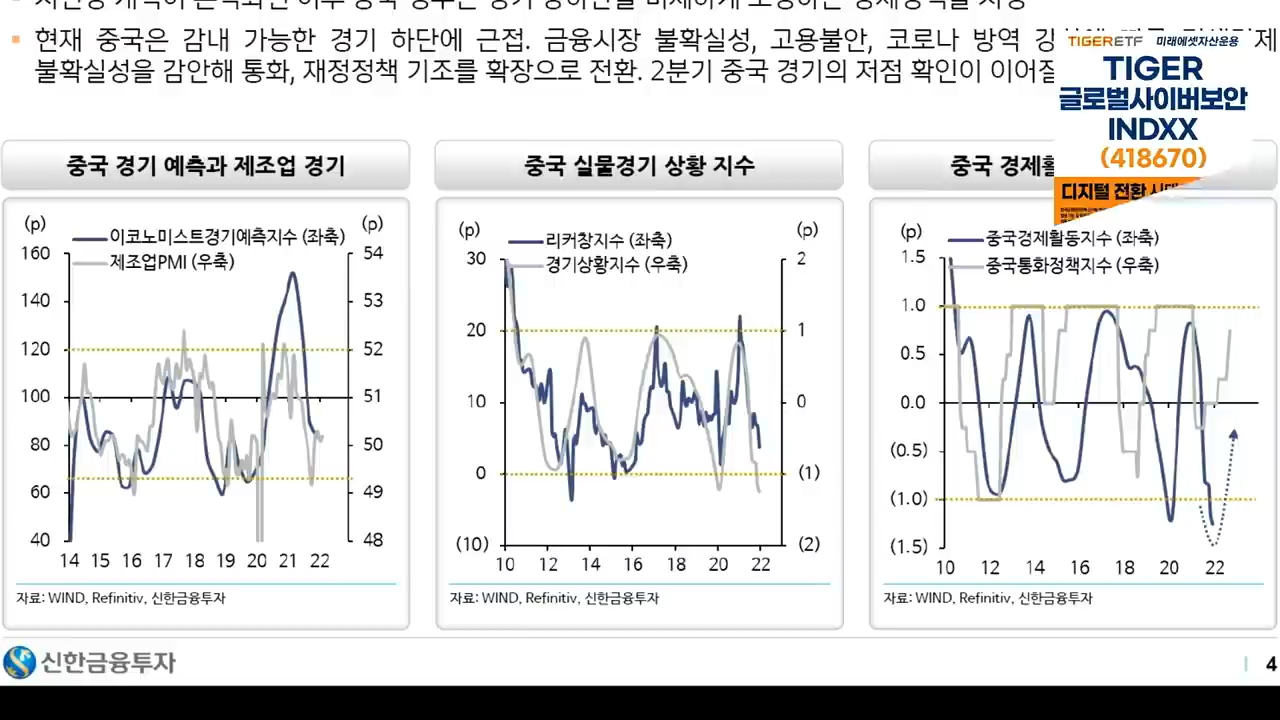 현재 중국은 감내 가능한 경기 하단에 근접. 금융시장 불확실성, 고용불안, 코로나 방역
불확실성을 감안해 통화, 재정정책 기조를 확장으로 전환. 2분기 중국 경기의 저점 확인이
TIGER ETF 미래에셋자산운용
TIGER
글로벌사이버보안
INDXX
(418670)
디지털 전환
중국 경기 예측과 제조업 경기
(p) (p)
이코노미스트경기예측지수 (좌축)
제조업PMI (우축)
160 54
140 53
120 52
100 51
80 50
60 49
40 48
14 15 16 17 18 19 20 21 22
자료: WIND, Refinitiv, 신한금융투자
중국 실물경기 상황 지수
(p) (p)
리커창지수 (좌축)
경기상황지수 (우축)
30 2
20 1
10 0
0 (1)
(10) (2)
10 12 14 16 18 20 22
자료: WIND, Refinitiv, 신한금융투자
중국
(p)
중국경제활동지수 (좌축)
중국통화정책지수 (우축)
1.5
1.0
0.5
0.0
(0.5)
(1.0)
(1.5)
10 12 14 16 18 20 22
자료: WIND, Refinitiv, 신한금융투자
신한금융투자
4